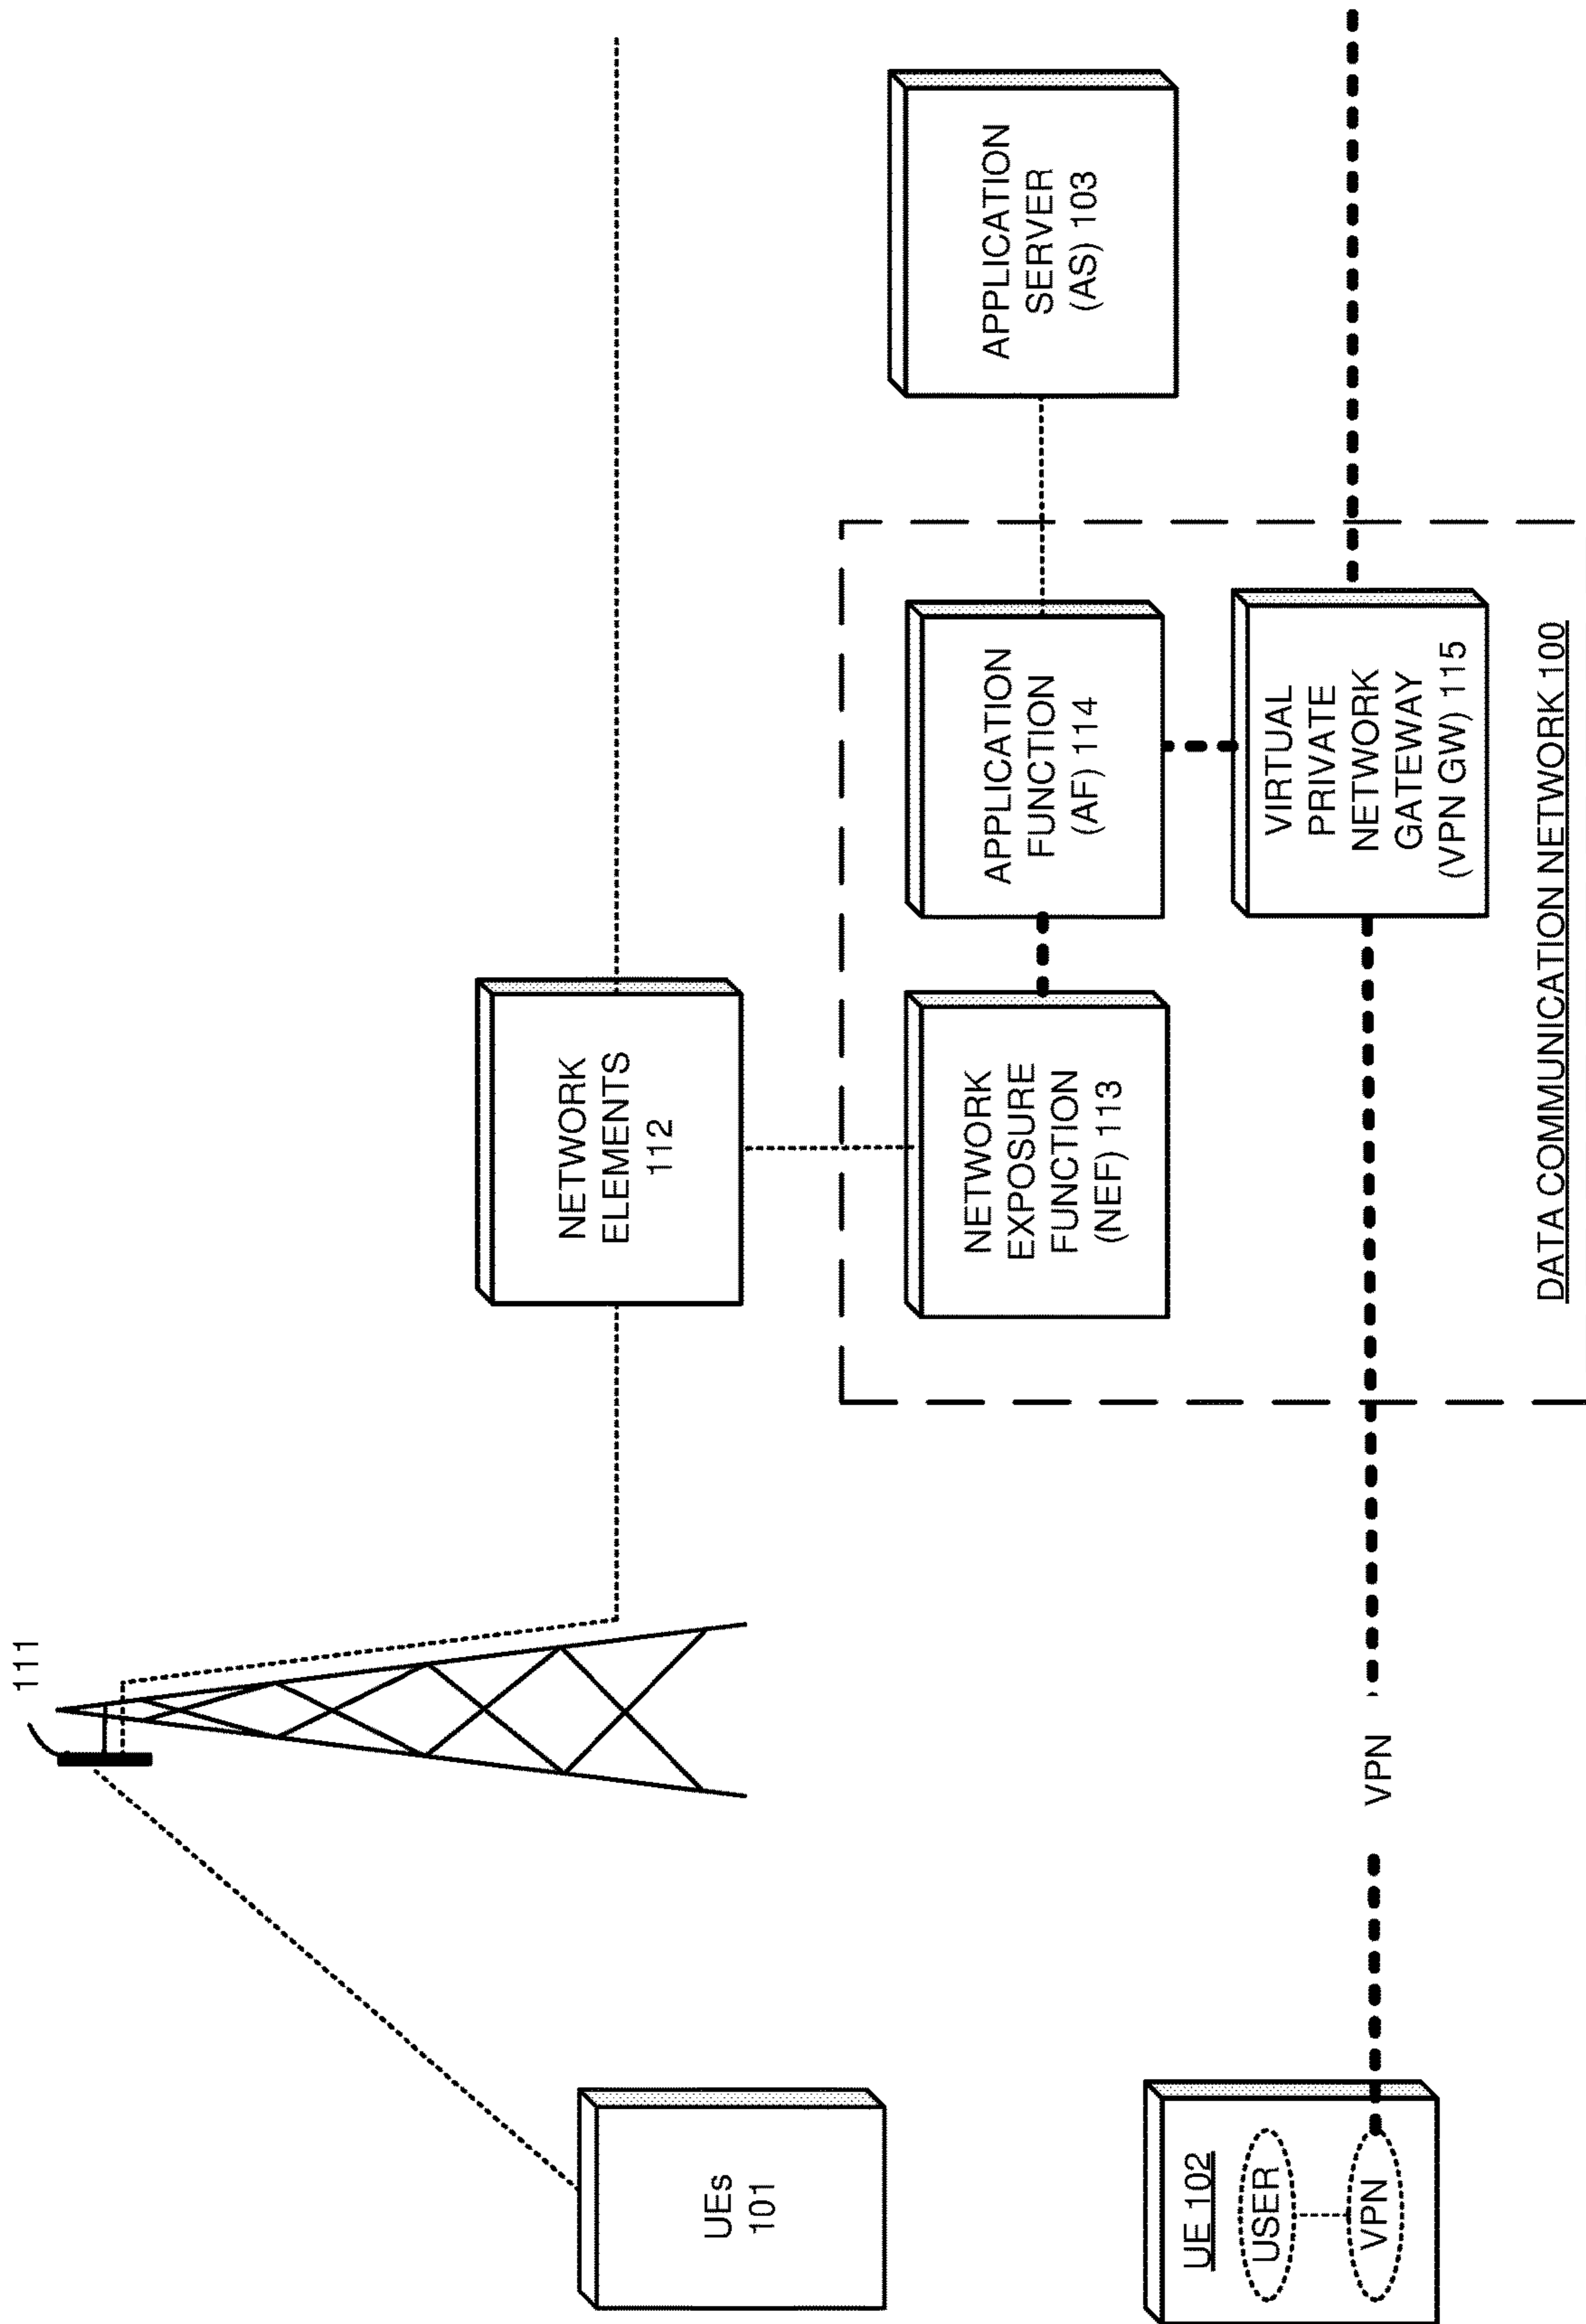 111
NETWORK
ELEMENTS
112
UEs
101
APPLICATION
SERVER
(AS) 103
NETWORK
EXPOSURE
FUNCTION
(NEF) 113
APPLICATION
FUNCTION
(AF) 114
UE 102
USER
VPN
VPN
VIRTUAL
PRIVATE
NETWORK
GATEWAY
(VPN GW) 115
DATA COMMUNICATION NETWORK 100